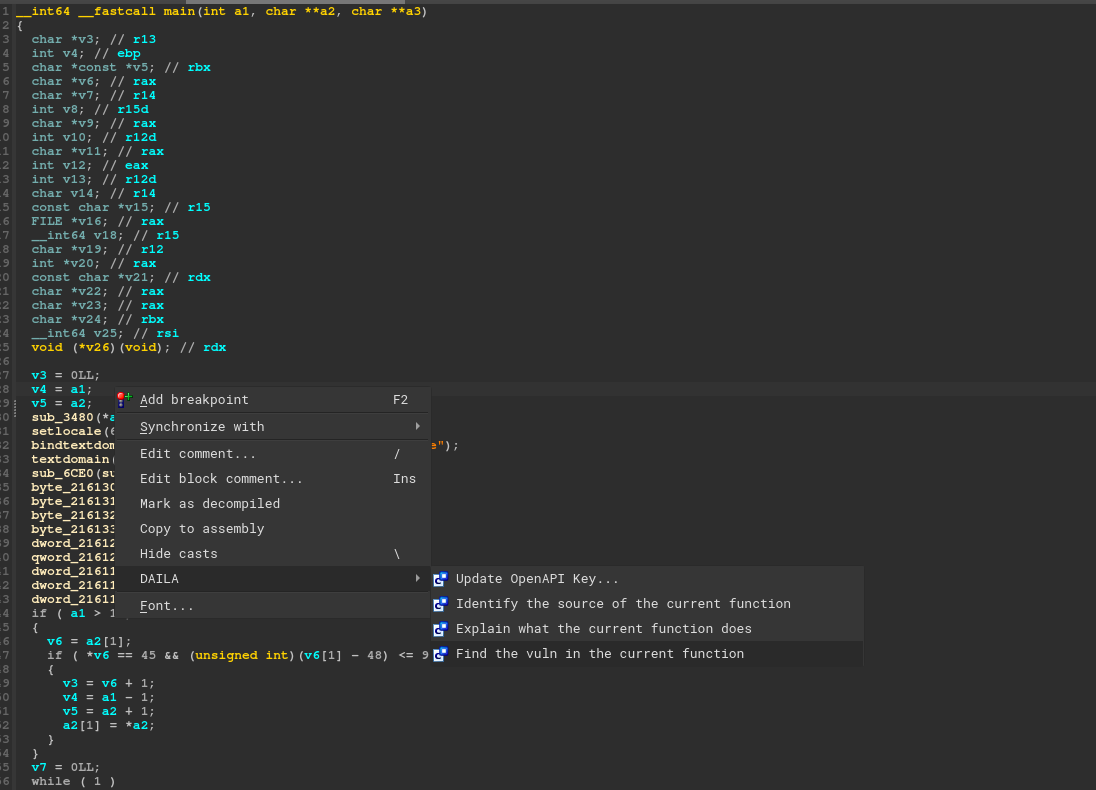 1 __int64 __fastcall main(int a1, char **a2, char **a3)
2 {
3 char *v3; // r13
4 int v4; // ebp
5 char *const *v5; // rbx
6 char *v6; // rax
7 char *v7; // r14
8 int v8; // r15d
9 char *v9; // rax
0 int v10; // r12d
1 char *v11; // rax
2 int v12; // eax
3 int v13; // r12d
4 char v14; // r14
5 const char *v15; // r15
6 FILE *v16; // rax
7 __int64 v18; // r15
8 char *v19; // r12
9 int *v20; // rax
0 const char *v21; // rdx
1 char *v22; // rax
2 char *v23; // rax
3 char *v24; // rbx
4 __int64 v25; // rsi
5 void (*v26)(void); // rdx
6
7 v3 = 0LL;
8 v4 = a1;
9 v5 = a2;
0 sub_3480(*a
1 setlocale(6
2 bindtextdom e");
3 textdomain(
4 sub_6CE0(su
5 byte_216130
6 byte_216131
7 byte_216132
8 byte_216133
9 dword_21612
0 qword_21612
1 dword_21611
2 dword_21611
3 dword_21611
4 if ( a1 > 1
5 {
6 v6 = a2[1];
7 if ( *v6 == 45 && (unsigned int)(v6[1] - 48) <= 9
8 {
9 v3 = v6 + 1;
0 v4 = a1 - 1;
1 v5 = a2 + 1;
2 a2[1] = *a2;
3 }
4 }
5 v7 = 0LL;
6 while ( 1 )
Add breakpoint F2
Synchronize with
Edit comment... /
Edit block comment... Ins
Mark as decompiled
Copy to assembly
Hide casts \
DAILA
Font...
Update OpenAPI Key...
Identify the source of the current function
Explain what the current function does
Find the vuln in the current function